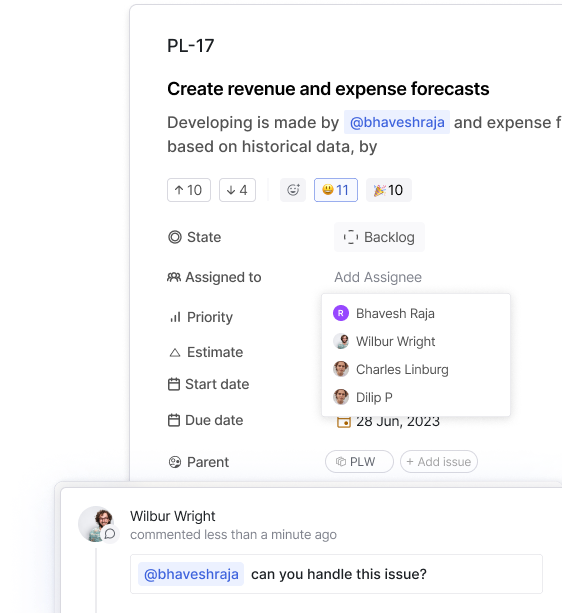 PL-17
Create revenue and expense forecasts
Developing is made by @bhaveshraja and expense f
based on historical data, by
↑ 10 ↓ 4 😃 11 🎉 10
State Backlog
Assigned to Add Assignee
R Bhavesh Raja
Priority
Wilbur Wright
Estimate
Charles Linburg
Start date
Dilip P
Due date 28 Jun, 2023
Parent PLW + Add issue
Wilbur Wright
commented less than a minute ago
@bhaveshraja can you handle this issue?